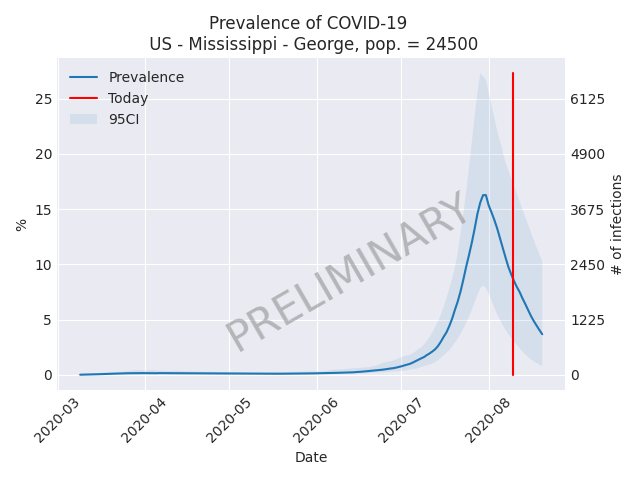 Prevalence of COVID-19
US - Mississippi - George, pop. = 24500
Prevalence
Today
95CI
25
20
15
10
5
0
%
6125
4900
3675
2450
1225
0
# of infections
PRELIMINARY
2020-03
2020-04
2020-05
2020-06
2020-07
2020-08
Date